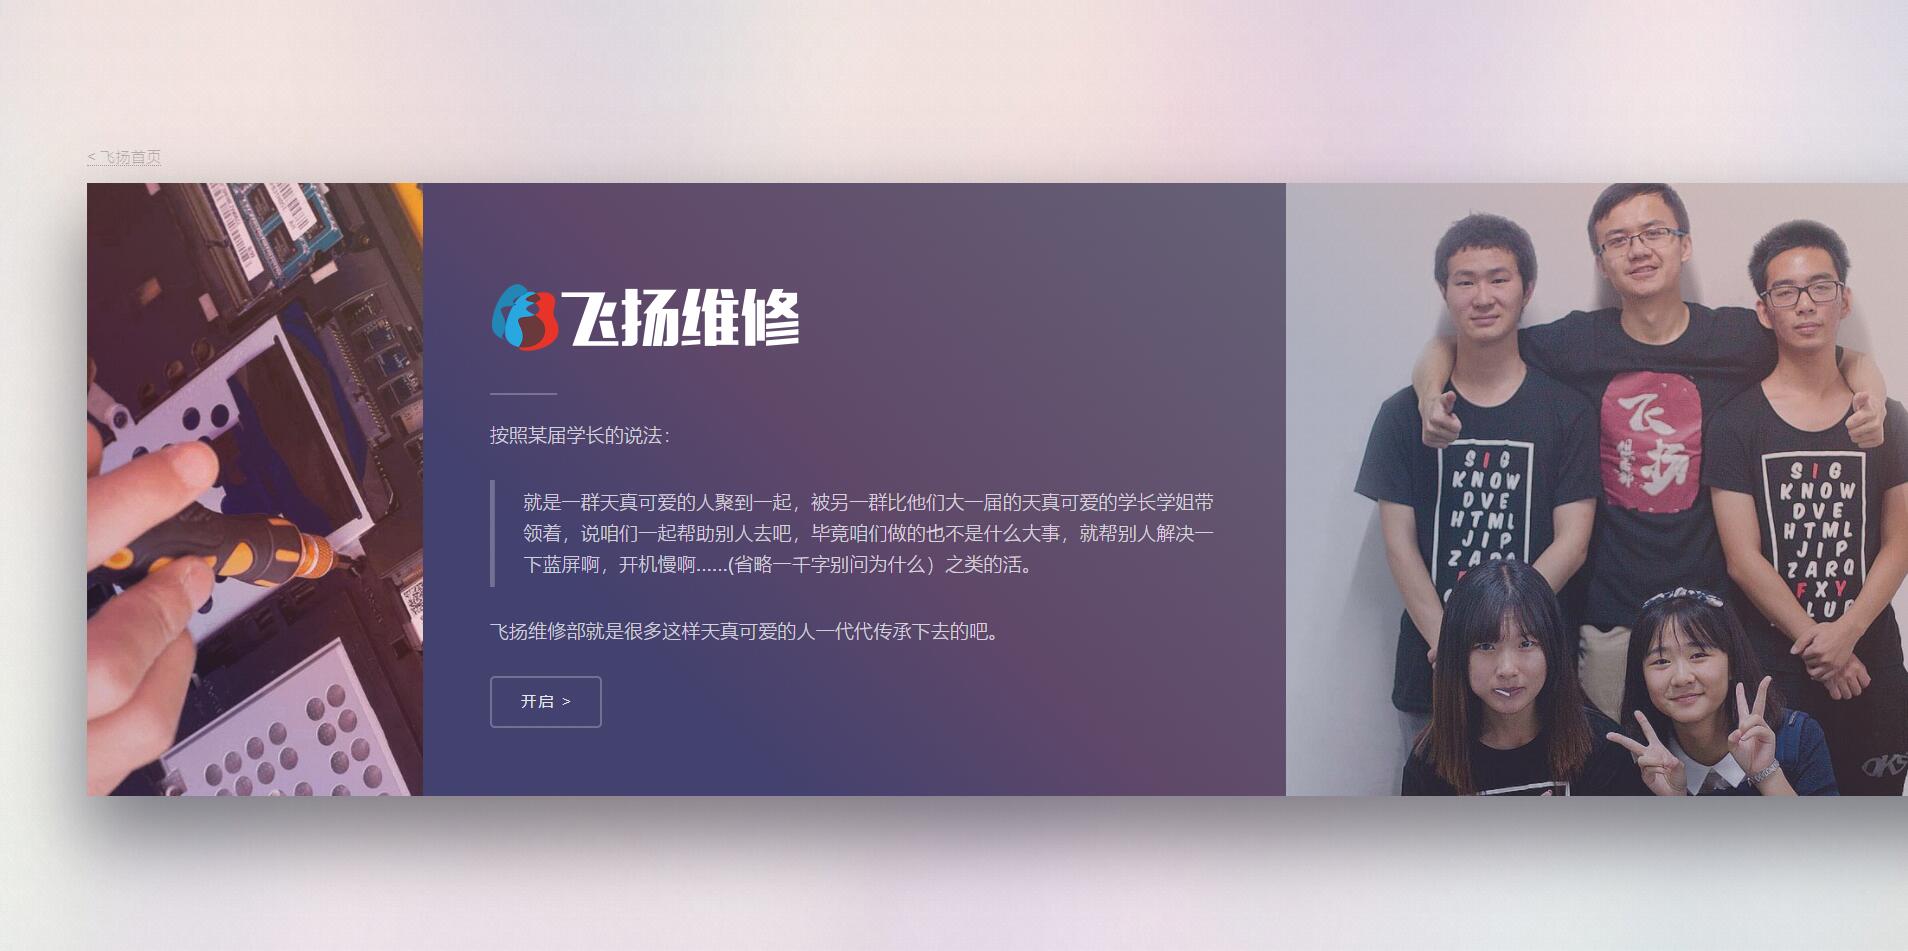 < 飞扬首页
飞扬维修
按照某届学长的说法：
就是一群天真可爱的人聚到一起，被另一群比他们大一届的天真可爱的学长学姐带
领着，说咱们一起帮助别人去吧，毕竟咱们做的也不是什么大事，就帮别人解决一
下蓝屏啊，开机慢啊......(省略一千字别问为什么）之类的活。
飞扬维修部就是很多这样天真可爱的人一代代传承下去的吧。
开启 >
飞扬
SIG
KNOW
DVE
HTML
JIP
SIG
KNOW
DVE
HTML
JIP
ZARQ
FXY